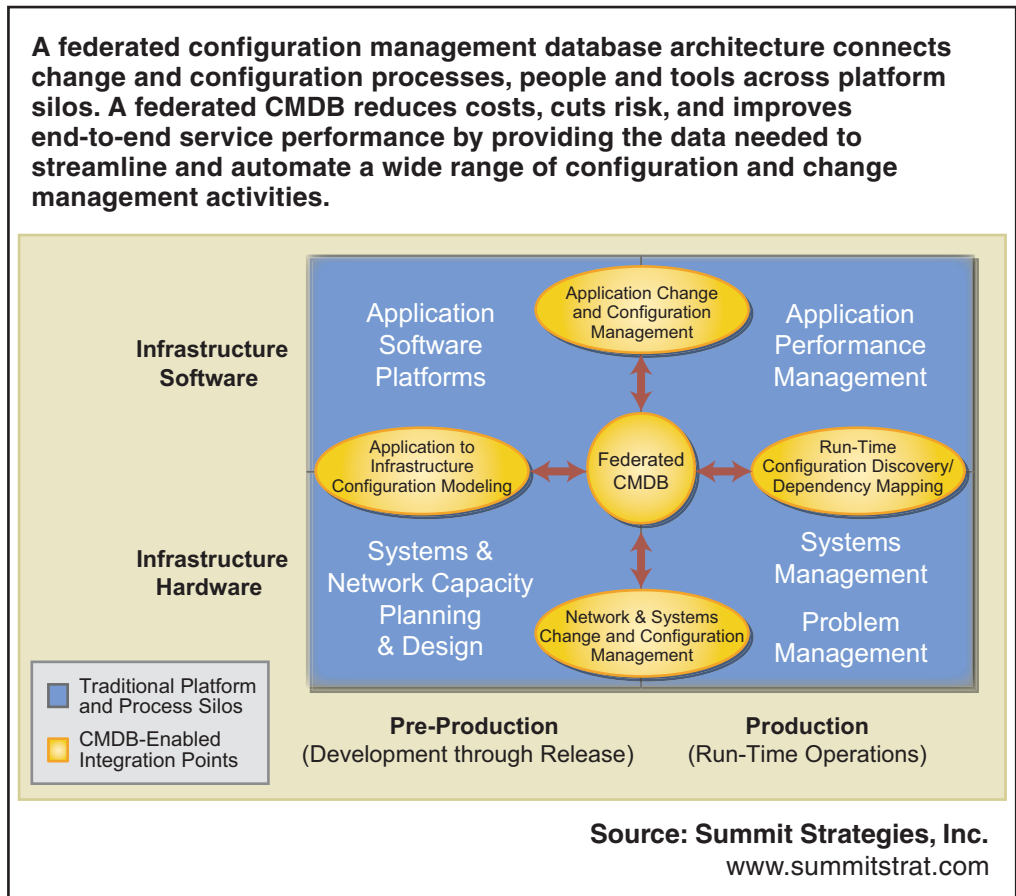 A federated configuration management database architecture connects
change and configuration processes, people and tools across platform
silos. A federated CMDB reduces costs, cuts risk, and improves
end-to-end service performance by providing the data needed to
streamline and automate a wide range of configuration and change
management activities.
Infrastructure
Software
Application
Software
Platforms
Application Change
and Configuration
Management
Application
Performance
Management
Application to
Infrastructure
Configuration Modeling
Federated
CMDB
Run-Time
Configuration Discovery/
Dependency Mapping
Infrastructure
Hardware
Systems &
Network Capacity
Planning
& Design
Network & Systems
Change and Configuration
Management
Systems
Management
Problem
Management
Traditional Platform
and Process Silos
CMDB-Enabled
Integration Points
Pre-Production
(Development through Release)
Production
(Run-Time Operations)
Source: Summit Strategies, Inc.
www.summitstrat.com